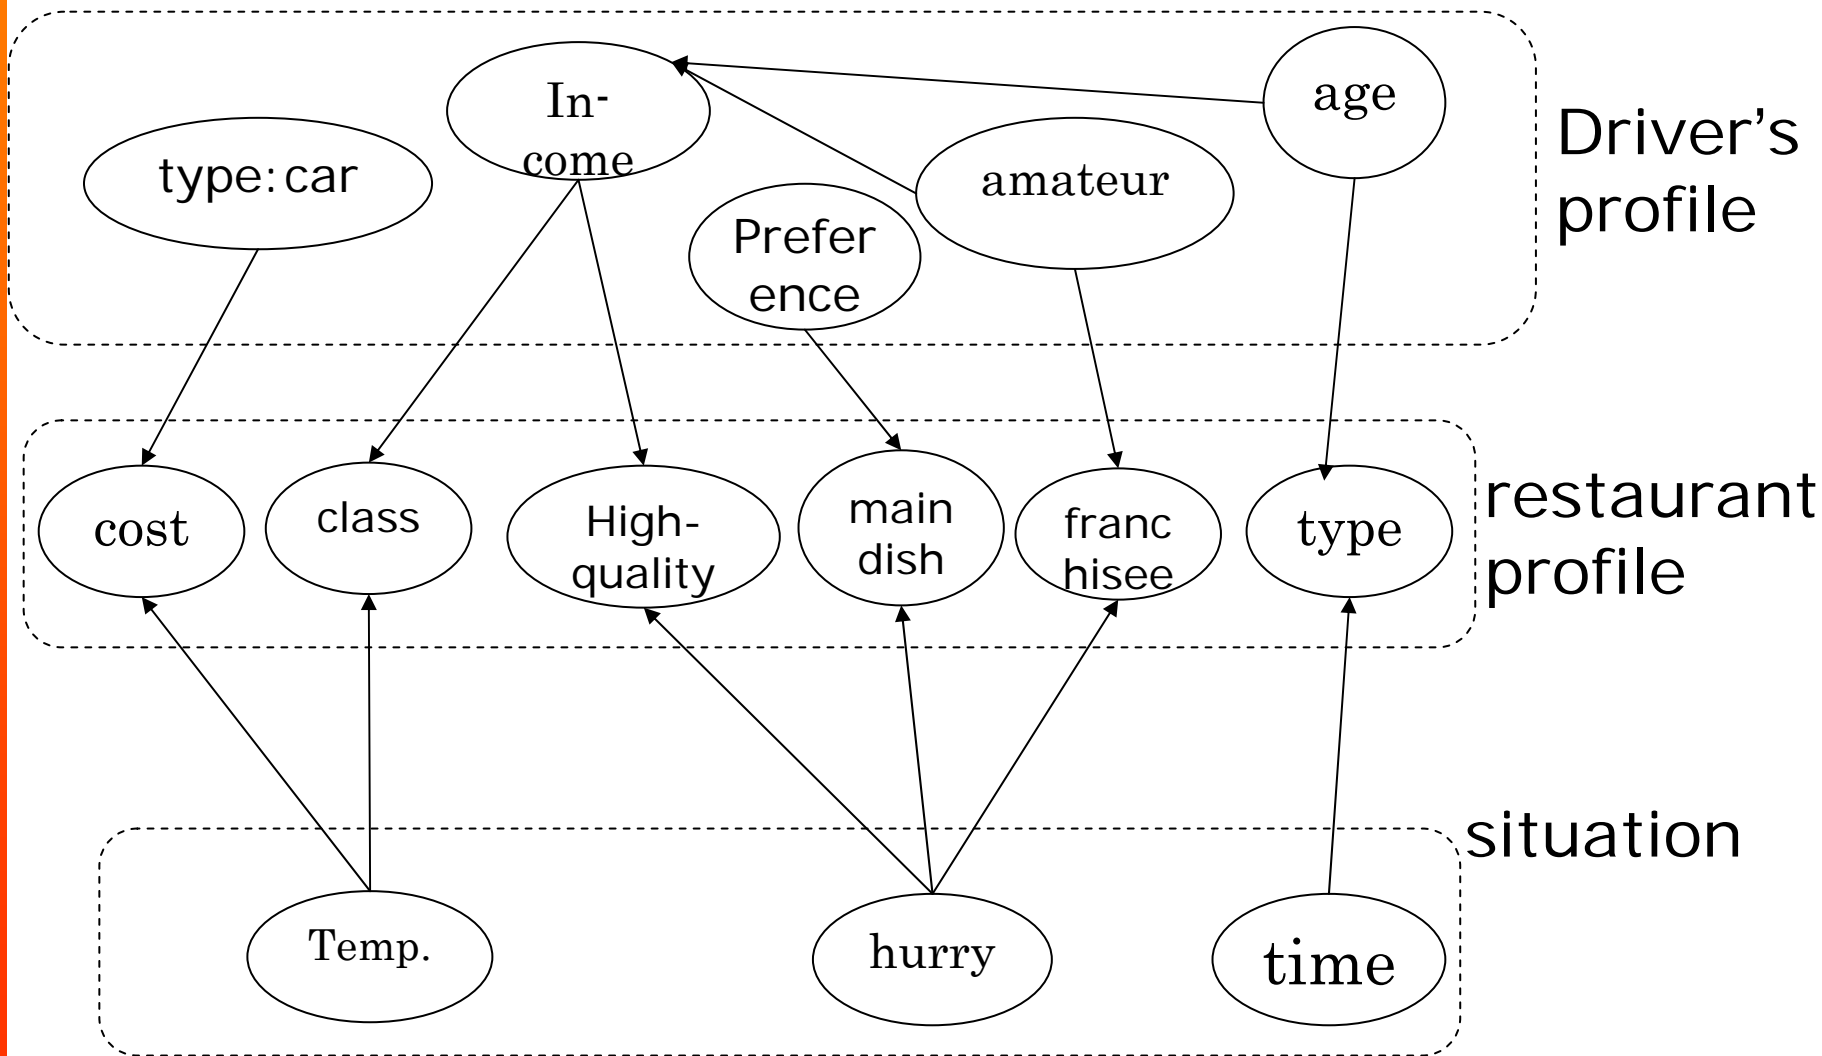 In-
come
age
type:car
amateur
Prefer
ence
Driver's
profile
cost
class
High-
quality
main
dish
franc
hisee
type
restaurant
profile
situation
Temp.
hurry
time